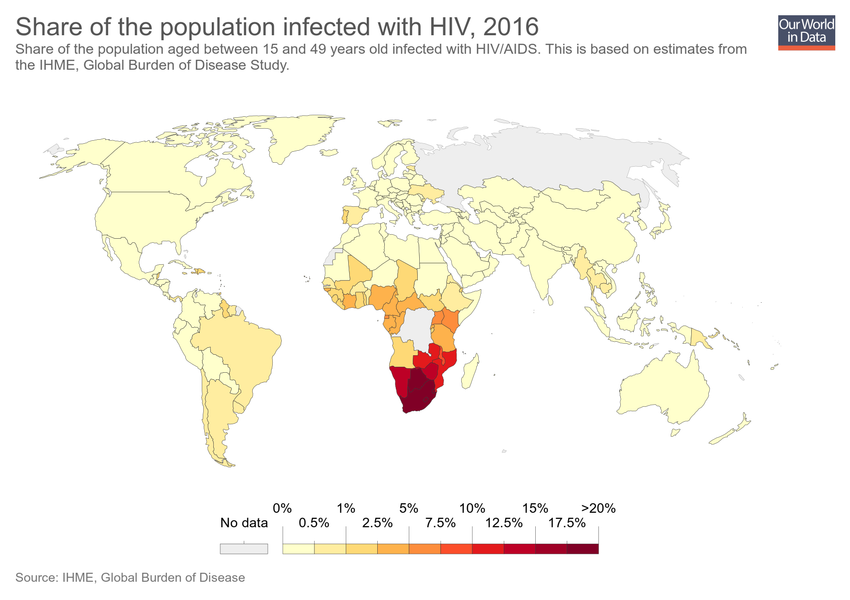 Share of the population infected with HIV, 2016
Our World
in Data
Share of the population aged between 15 and 49 years old infected with HIV/AIDS. This is based on estimates from
the IHME, Global Burden of Disease Study.
0% 1% 5% 10% 15% >20%
No data 0.5% 2.5% 7.5% 12.5% 17.5%
Source: IHME, Global Burden of Disease